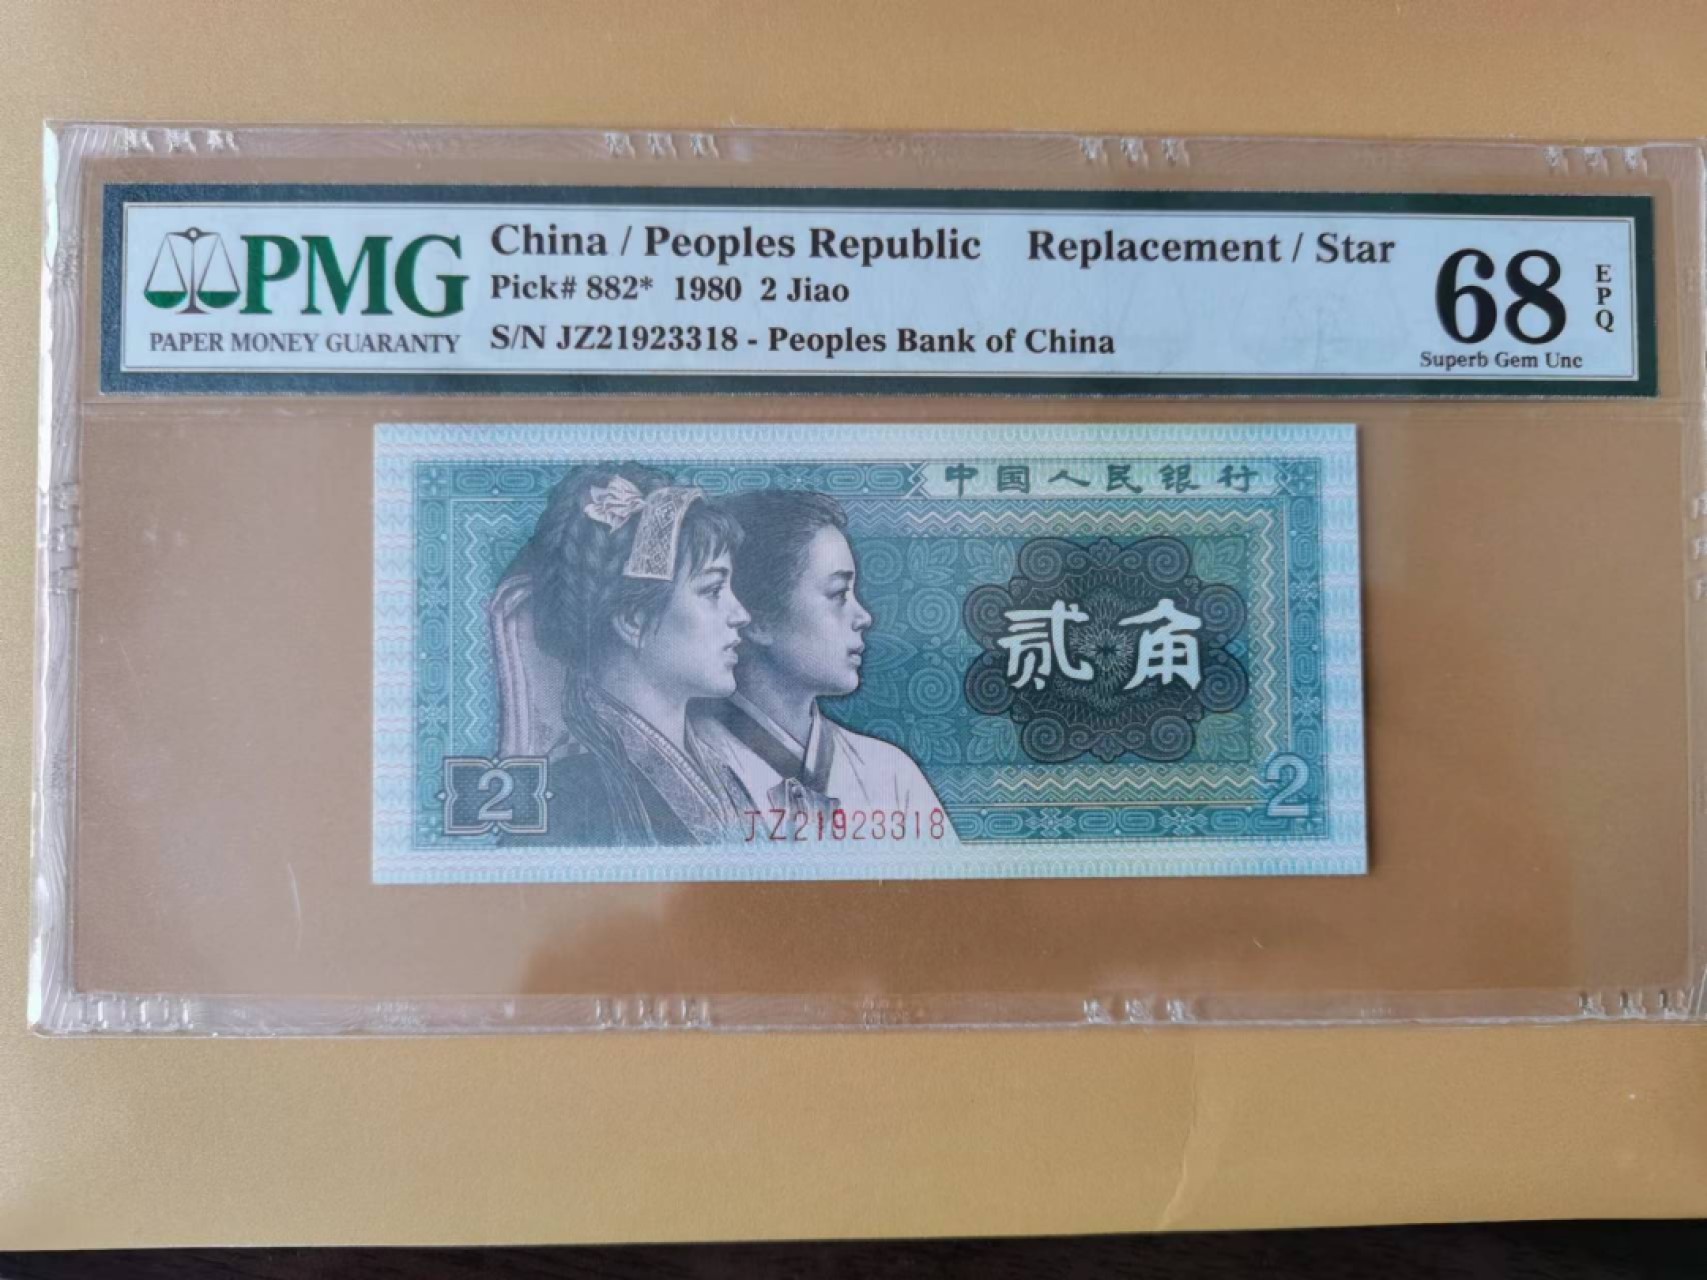 China / Peoples Republic Replacement / Star
Pick# 882* 1980 2 Jiao
S/N JZ21923318 - Peoples Bank of China
PMG
PAPER MONEY GUARANTY
68
EPQ
Superb Gem Unc
中国人民银行
贰角
2
2
JZ21923318